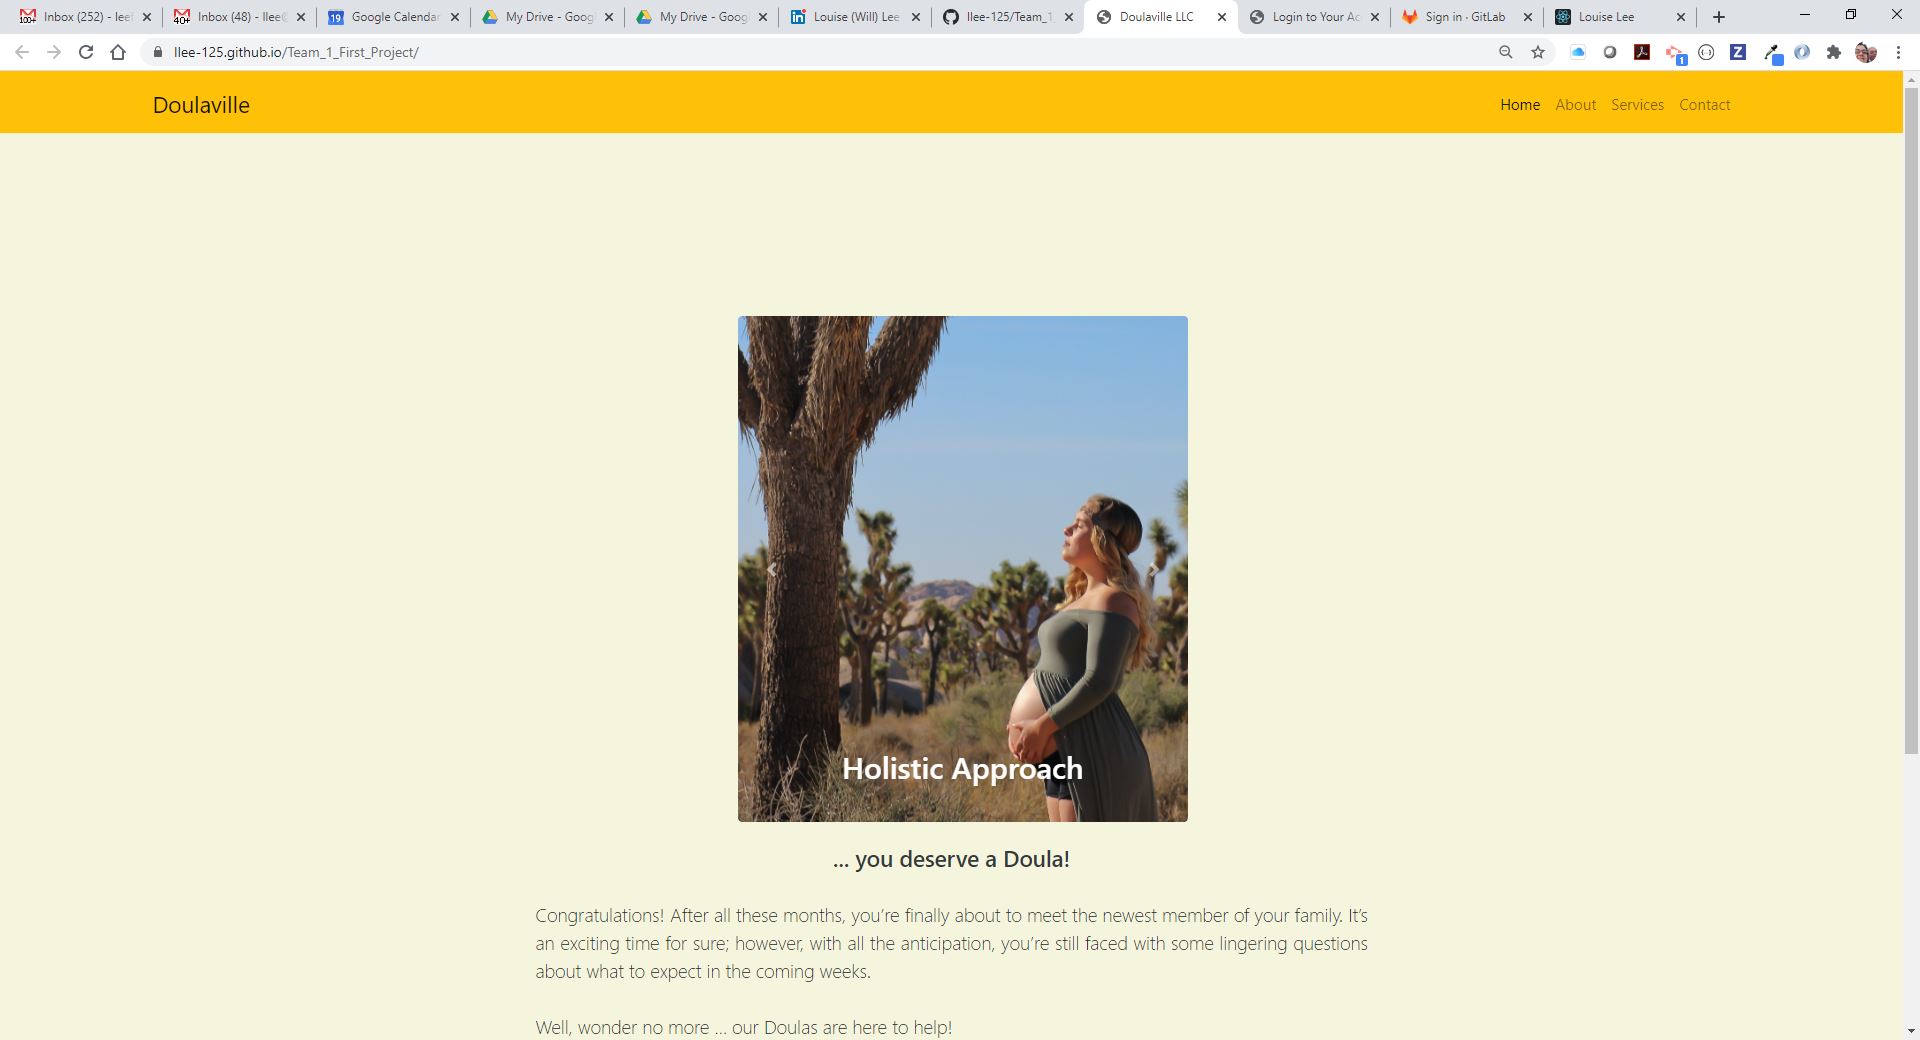 Inbox (252) - leef
Inbox (48) - llee@
Google Calendar
My Drive - Goog
My Drive - Goog
Louise (Will) Lee
llee-125/Team_1
Doulaville LLC
Login to Your Ac
Sign in · GitLab
Louise Lee
llee-125.github.io/Team_1_First_Project/
Doulaville
Home About Services Contact
Holistic Approach
... you deserve a Doula!
Congratulations! After all these months, you’re finally about to meet the newest member of your family. It’s
an exciting time for sure; however, with all the anticipation, you’re still faced with some lingering questions
about what to expect in the coming weeks.
Well, wonder no more ... our Doulas are here to help!